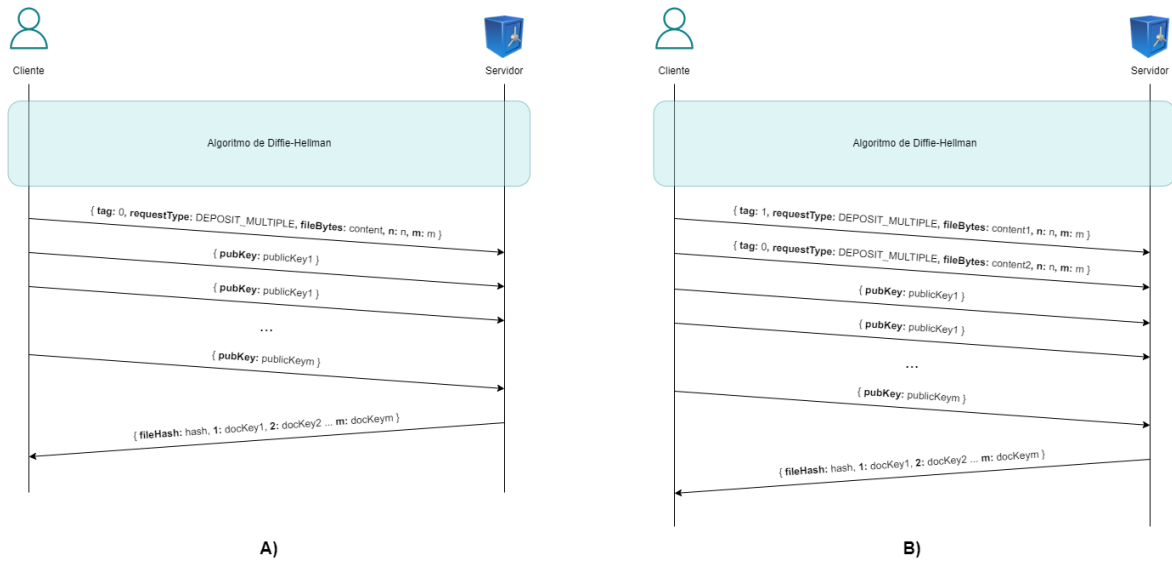 Cliente
Servidor
Algoritmo de Diffie-Hellman
{ tag: 0, requestType: DEPOSIT_MULTIPLE, fileBytes: content, n: n, m: m }
{ pubKey: publicKey1 }
{ pubKey: publicKey1 }
...
{ pubKey: publicKeym }
{ fileHash: hash, 1: docKey1, 2: docKey2 ... m: docKeym }
A)
Cliente
Servidor
Algoritmo de Diffie-Hellman
{ tag: 1, requestType: DEPOSIT_MULTIPLE, fileBytes: content1, n: n, m: m }
{ tag: 0, requestType: DEPOSIT_MULTIPLE, fileBytes: content2, n: n, m: m }
{ pubKey: publicKey1 }
{ pubKey: publicKey1 }
...
{ pubKey: publicKeym }
{ fileHash: hash, 1: docKey1, 2: docKey2 ... m: docKeym }
B)